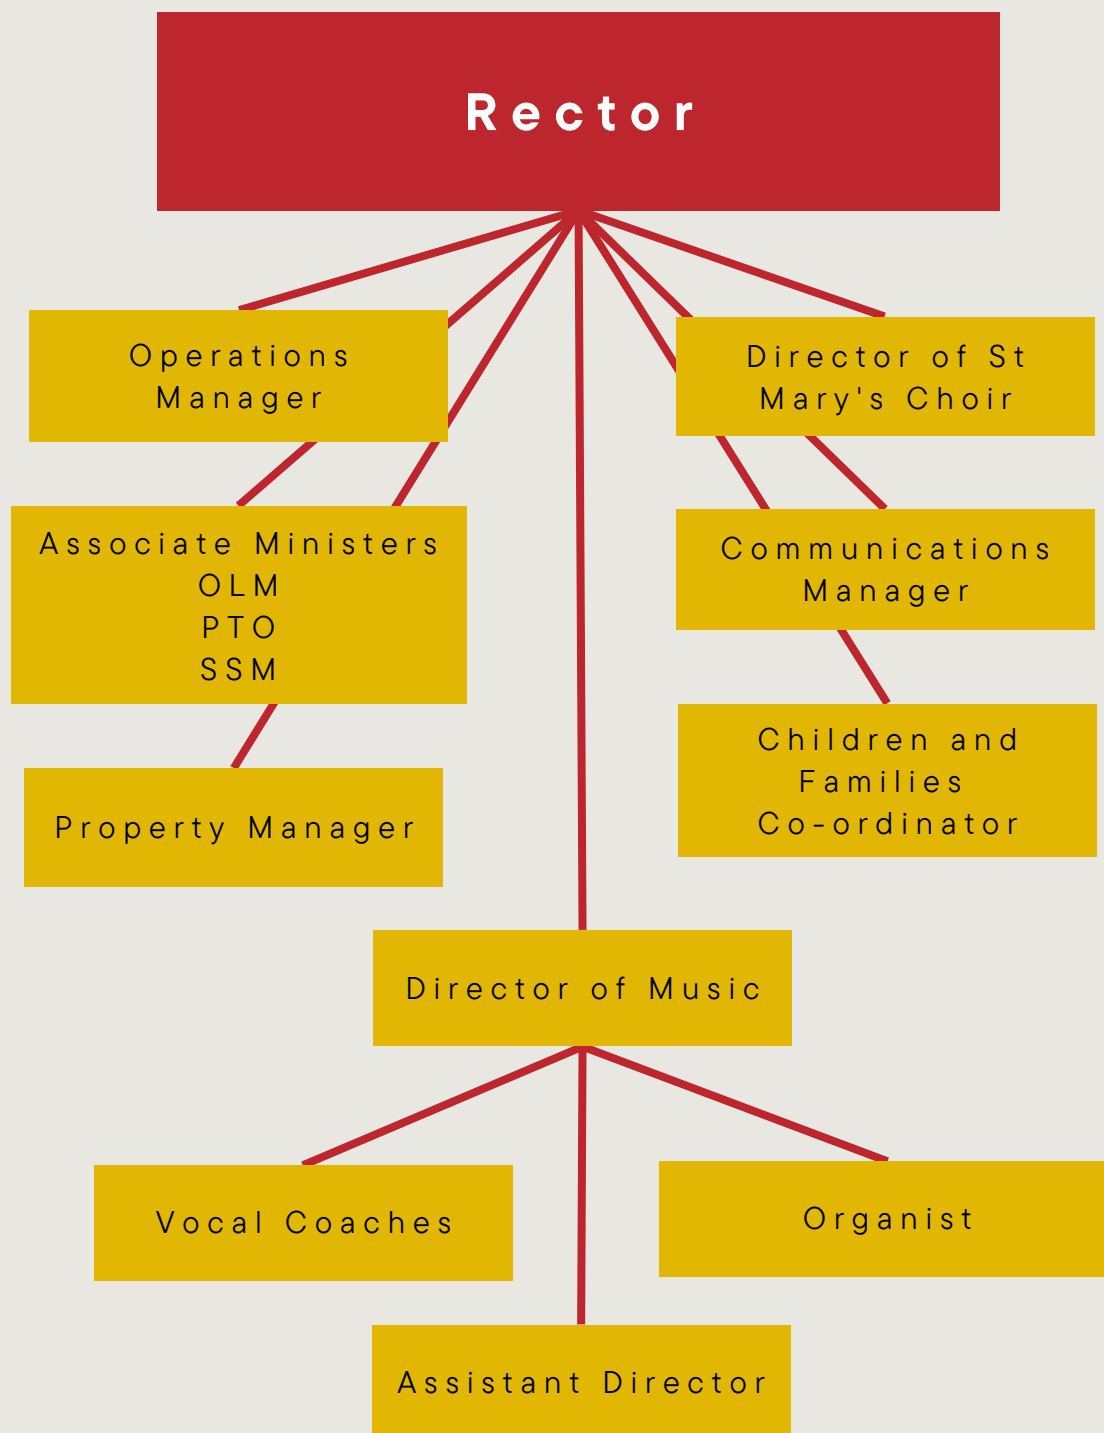 Rector
Operations
Manager
Director of St
Mary's Choir
Associate Ministers
OLM
PTO
SSM
Communications
Manager
Property Manager
Children and
Families
Co-ordinator
Director of Music
Vocal Coaches
Organist
Assistant Director